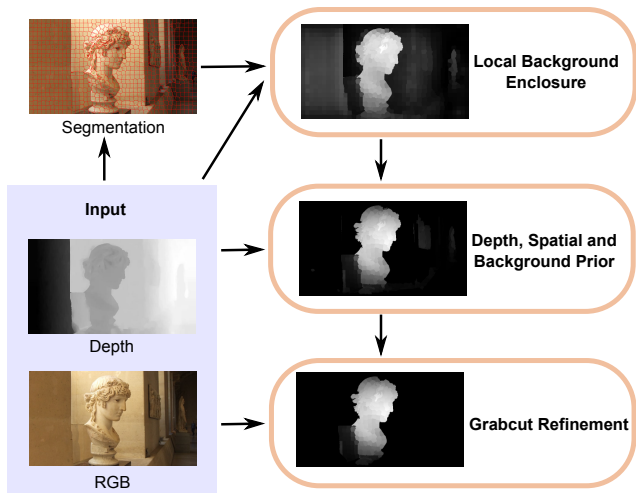 Segmentation
Local Background
Enclosure
Input
Depth
Depth, Spatial and
Background Prior
RGB
Grabcut Refinement